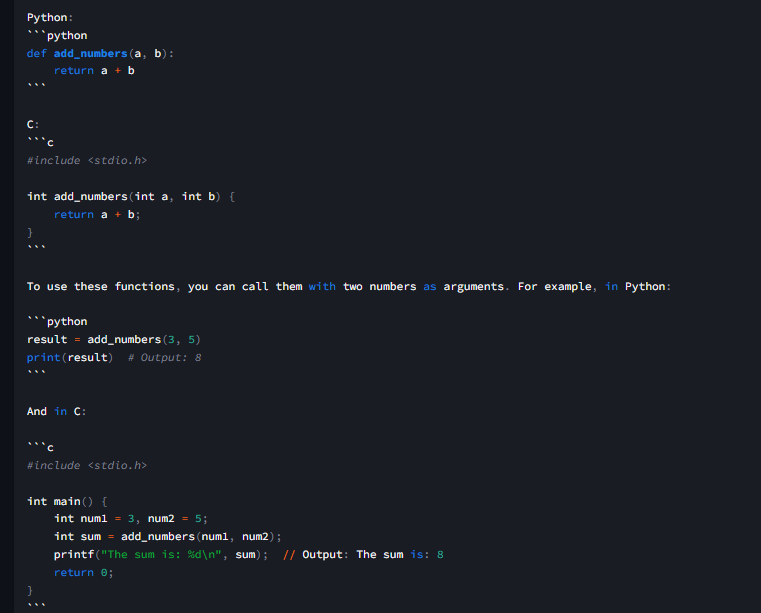 Python:
```python
def add_numbers(a, b):
    return a + b
```

C:
```c
#include <stdio.h>

int add_numbers(int a, int b) {
    return a + b;
}
```

To use these functions, you can call them with two numbers as arguments. For example, in Python:

```python
result = add_numbers(3, 5)
print(result)  # Output: 8
```

And in C:

```c
#include <stdio.h>

int main() {
    int num1 = 3, num2 = 5;
    int sum = add_numbers(num1, num2);
    printf("The sum is: %d\n", sum);  // Output: The sum is: 8
    return 0;
}
```